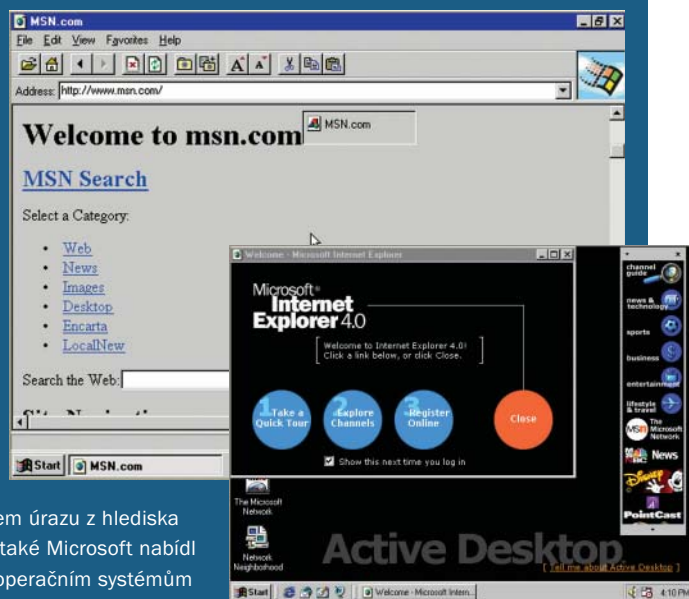 MSN.com
File Edit View Favorites Help
Address: http://www.msn.com/
Welcome to msn.com
MSN.com
MSN Search
Select a Category:
• Web
• News
• Images
• Desktop
• Encarta
• LocalNew
Search the Web:
Start MSN.com
Welcome - Microsoft Internet Explorer
Microsoft®
Internet
Explorer 4.0
Welcome to Internet Explorer 4.0!
Click a link below, or click Close.
1 Take a
Quick Tour
2 Explore
Channels
3 Register
Online
Close
Show this next time you log in
channel
guide
news &
technology
sports
business
entertainment
lifestyle
& travel
MSN The
Microsoft
Network
News
Disney
PointCast
The Microsoft
Network
Network
Neighborhood
Active Desktop
[ Tell me about Active Desktop ]
Start Welcome - Microsoft Intern... 4:10 PM
em úrazu z hlediska
také Microsoft nabídl
operačním systémům